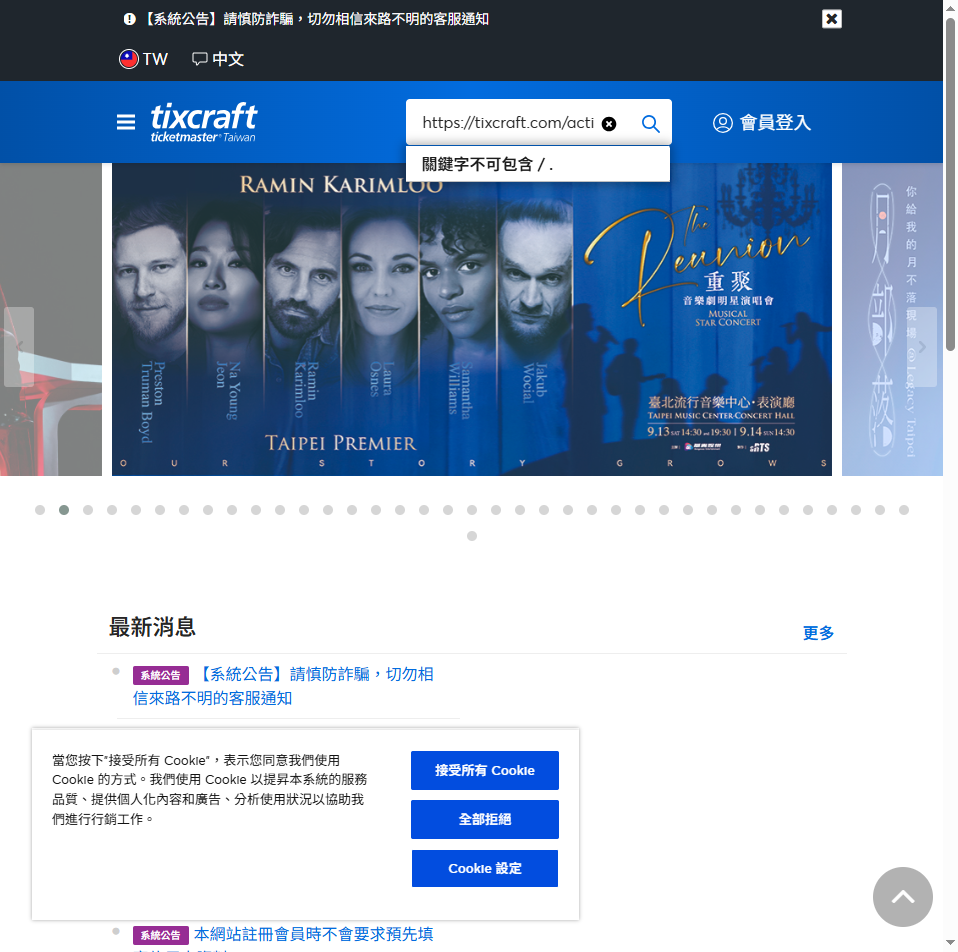 【系統公告】請慎防詐騙，切勿相信來路不明的客服通知
TW 中文
tixcraft
ticketmaster Taiwan
https://tixcraft.com/acti
會員登入
關鍵字不可包含 / .
RAMIN KARIMLOO
The Reunion
重聚
音樂劇明星演唱會
MUSICAL
STAR CONCERT
Preston
Truman Boyd
Na Young
Jeon
Ramin
Karimloo
Laura
Osnes
Samantha
Williams
Jakub
Wocial
臺北流行音樂中心·表演廳
TAIPEI MUSIC CENTER·CONCERT HALL
9.13 SAT 14:30 and 19:30 | 9.14 SUN 14:30
TAIPEI PREMIER
OUR STORY GROWS
你給我的月不落現場 to Legacy Taipei
最新消息
更多
系統公告 【系統公告】請慎防詐騙，切勿相
信來路不明的客服通知
當您按下"接受所有 Cookie"，表示您同意我們使用
Cookie 的方式。我們使用 Cookie 以提昇本系統的服務
品質、提供個人化內容和廣告、分析使用狀況以協助我
們進行行銷工作。
接受所有 Cookie
全部拒絕
Cookie 設定
系統公告 本網站註冊會員時不會要求預先填